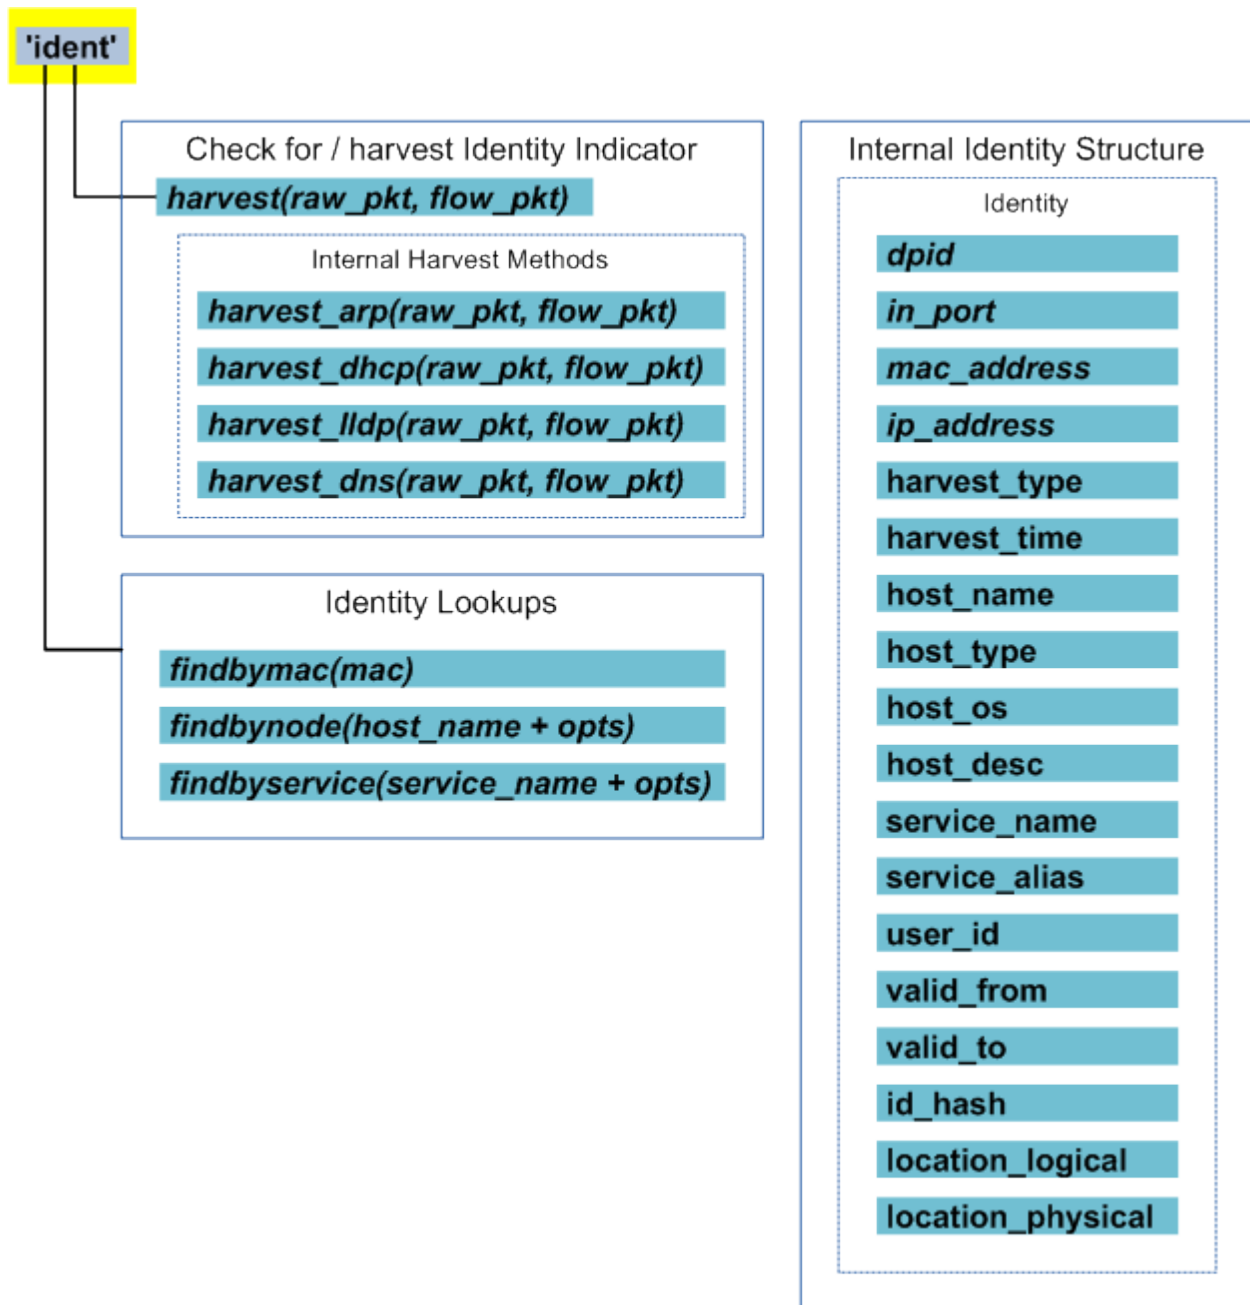 'ident'
Check for / harvest Identity Indicator
harvest(raw_pkt, flow_pkt)
Internal Harvest Methods
harvest_arp(raw_pkt, flow_pkt)
harvest_dhcp(raw_pkt, flow_pkt)
harvest_lldp(raw_pkt, flow_pkt)
harvest_dns(raw_pkt, flow_pkt)
Identity Lookups
findbymac(mac)
findbynode(host_name + opts)
findbyservice(service_name + opts)
Internal Identity Structure
Identity
dpid
in_port
mac_address
ip_address
harvest_type
harvest_time
host_name
host_type
host_os
host_desc
service_name
service_alias
user_id
valid_from
valid_to
id_hash
location_logical
location_physical